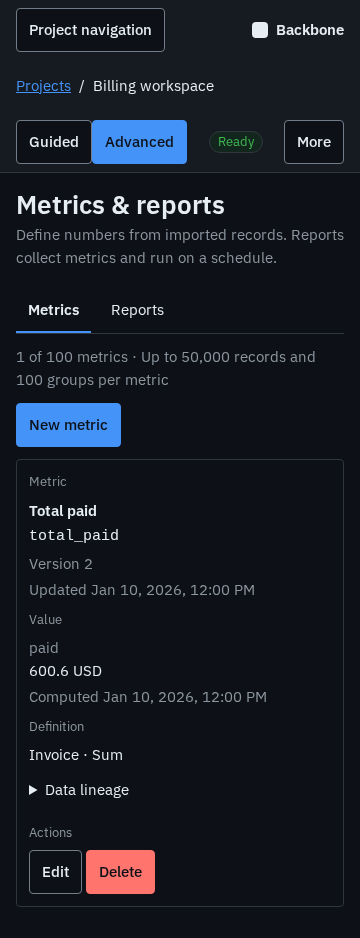 Project navigation
Backbone
Projects / Billing workspace
Guided
Advanced
Ready
More
Metrics & reports
Define numbers from imported records. Reports
collect metrics and run on a schedule.
Metrics
Reports
1 of 100 metrics · Up to 50,000 records and
100 groups per metric
New metric
Metric
Total paid
total_paid
Version 2
Updated Jan 10, 2026, 12:00 PM
Value
paid
600.6 USD
Computed Jan 10, 2026, 12:00 PM
Definition
Invoice · Sum
Data lineage
Actions
Edit
Delete